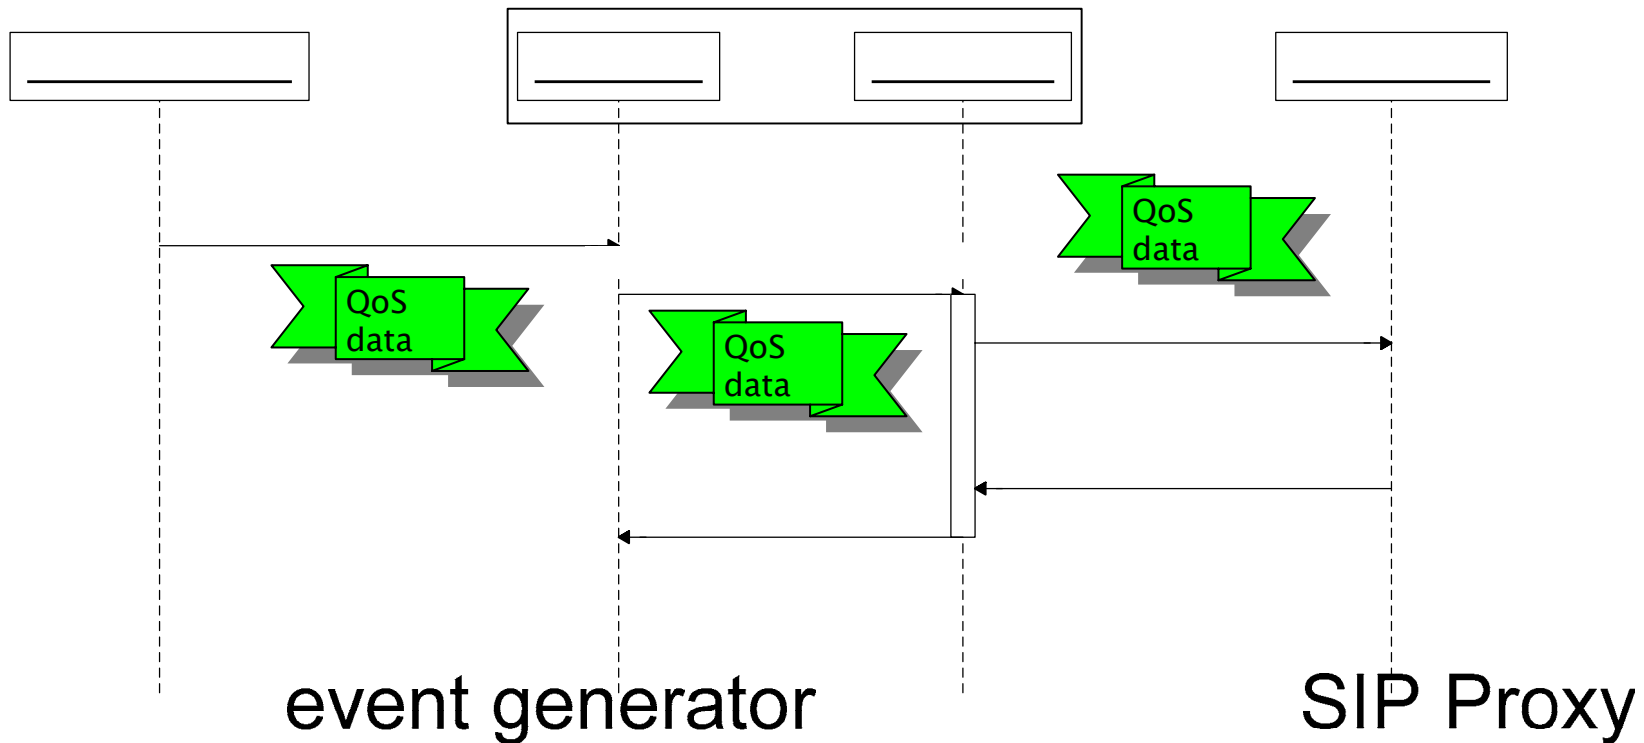 QoS
data
QoS
data
QoS
data
event generator
SIP Proxy